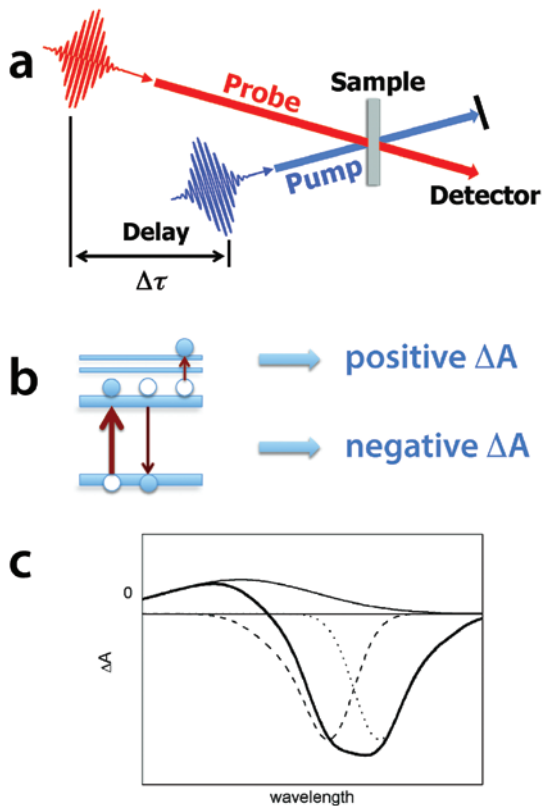 a
Probe
Sample
Pump
Detector
Delay
Δτ
b
positive ΔA
negative ΔA
c
0
ΔA
wavelength